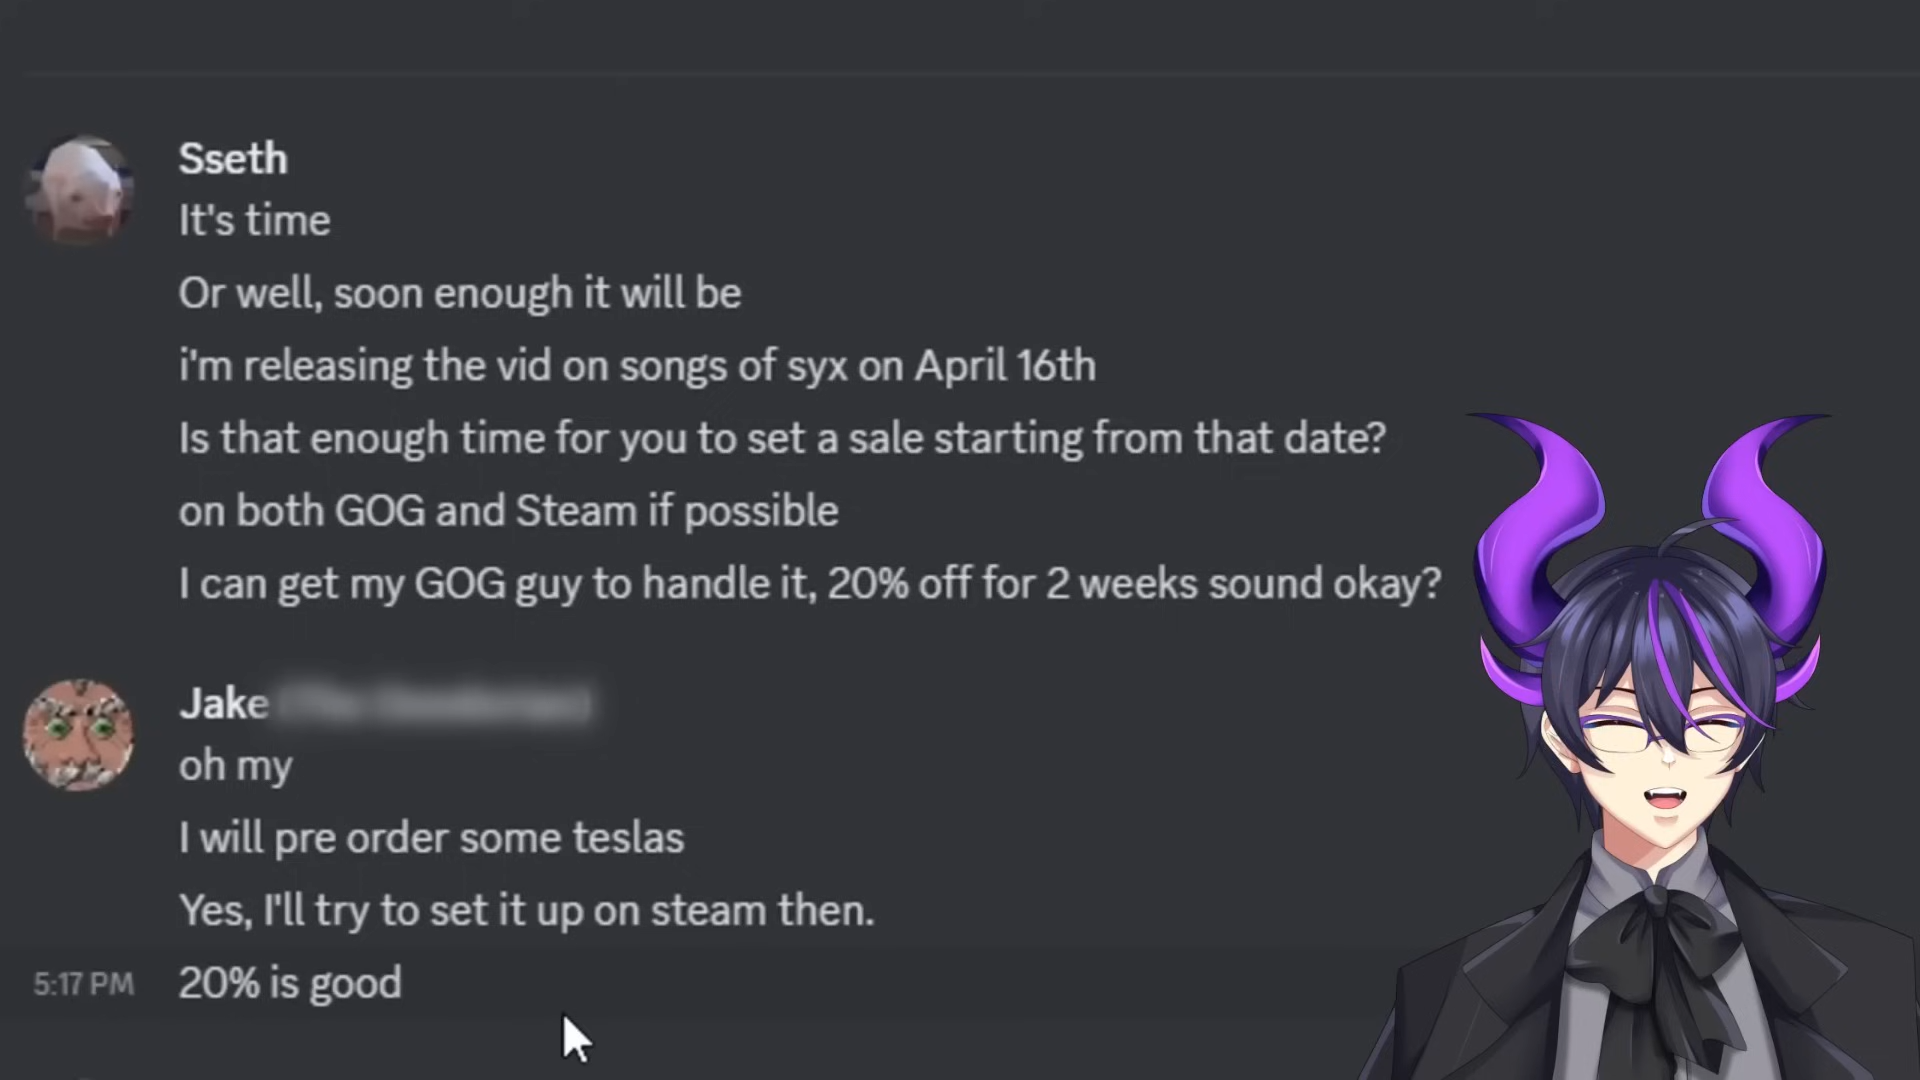 Sseth
It's time
Or well, soon enough it will be
i'm releasing the vid on songs of syx on April 16th
Is that enough time for you to set a sale starting from that date?
on both GOG and Steam if possible
I can get my GOG guy to handle it, 20% off for 2 weeks sound okay?
Jake
oh my
I will pre order some teslas
Yes, I'll try to set it up on steam then.
5:17 PM 20% is good